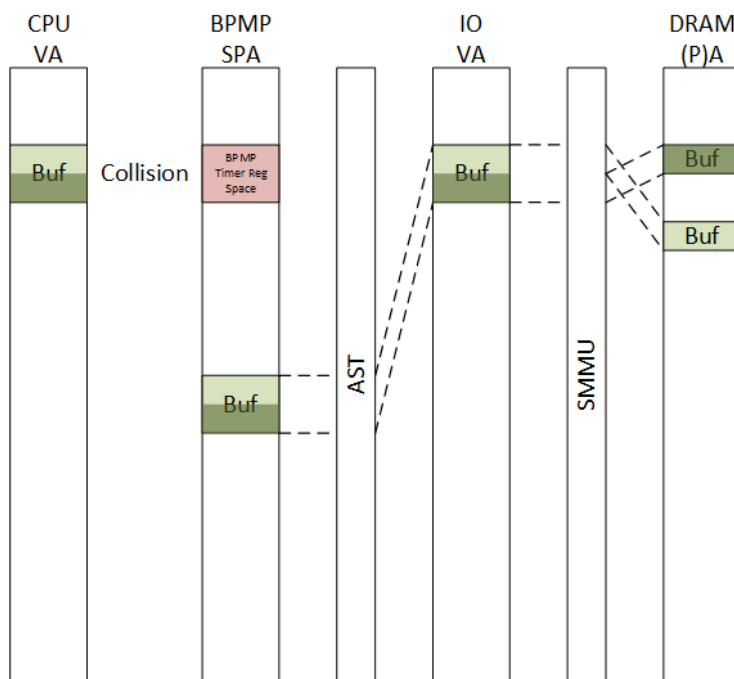 CPU
VA
BPMP
SPA
IO
VA
DRAM
(P)A
Buf
Collision
BPMP
Timer Reg
Space
Buf
Buf
Buf
Buf
AST
SMMU